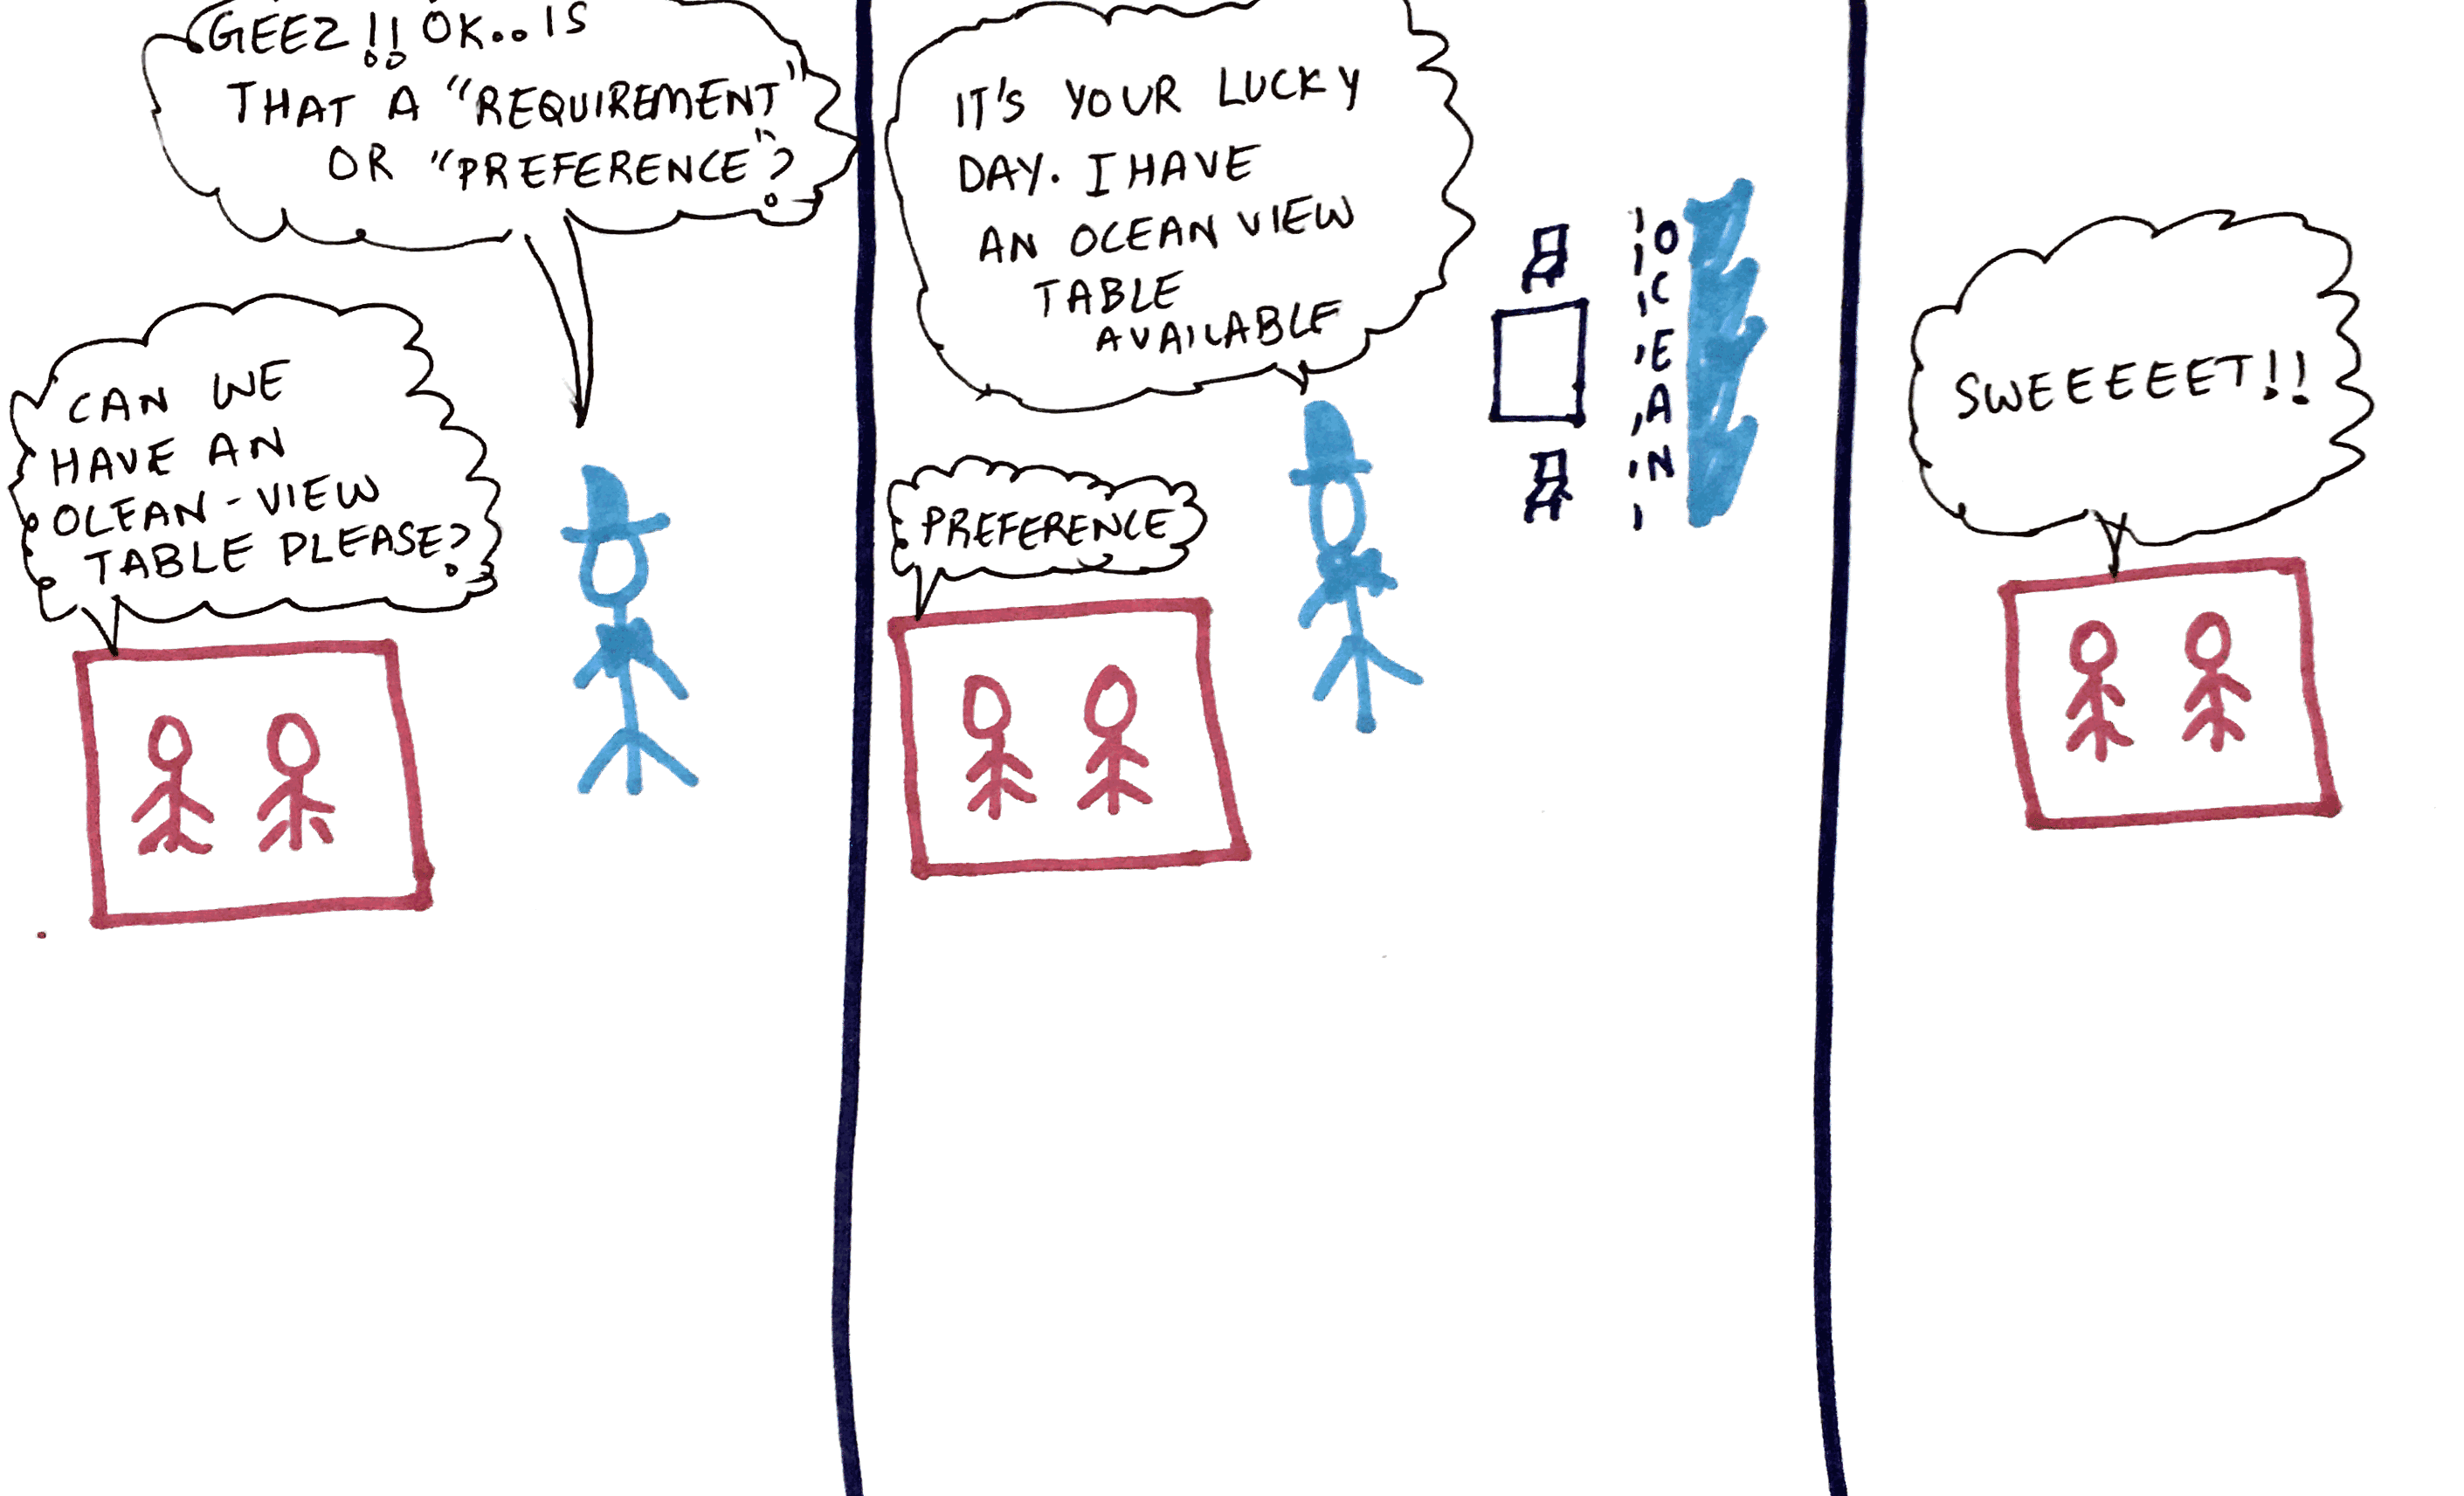 CAN WE
HAVE AN
OCEAN-VIEW
TABLE PLEASE?
GEEZ!! OK.. IS
THAT A "REQUIREMENT"
OR "PREFERENCE"?
PREFERENCE
IT'S YOUR LUCKY
DAY. I HAVE
AN OCEAN VIEW
TABLE
AVAILABLE
OCEAN
SWEEEEET!!